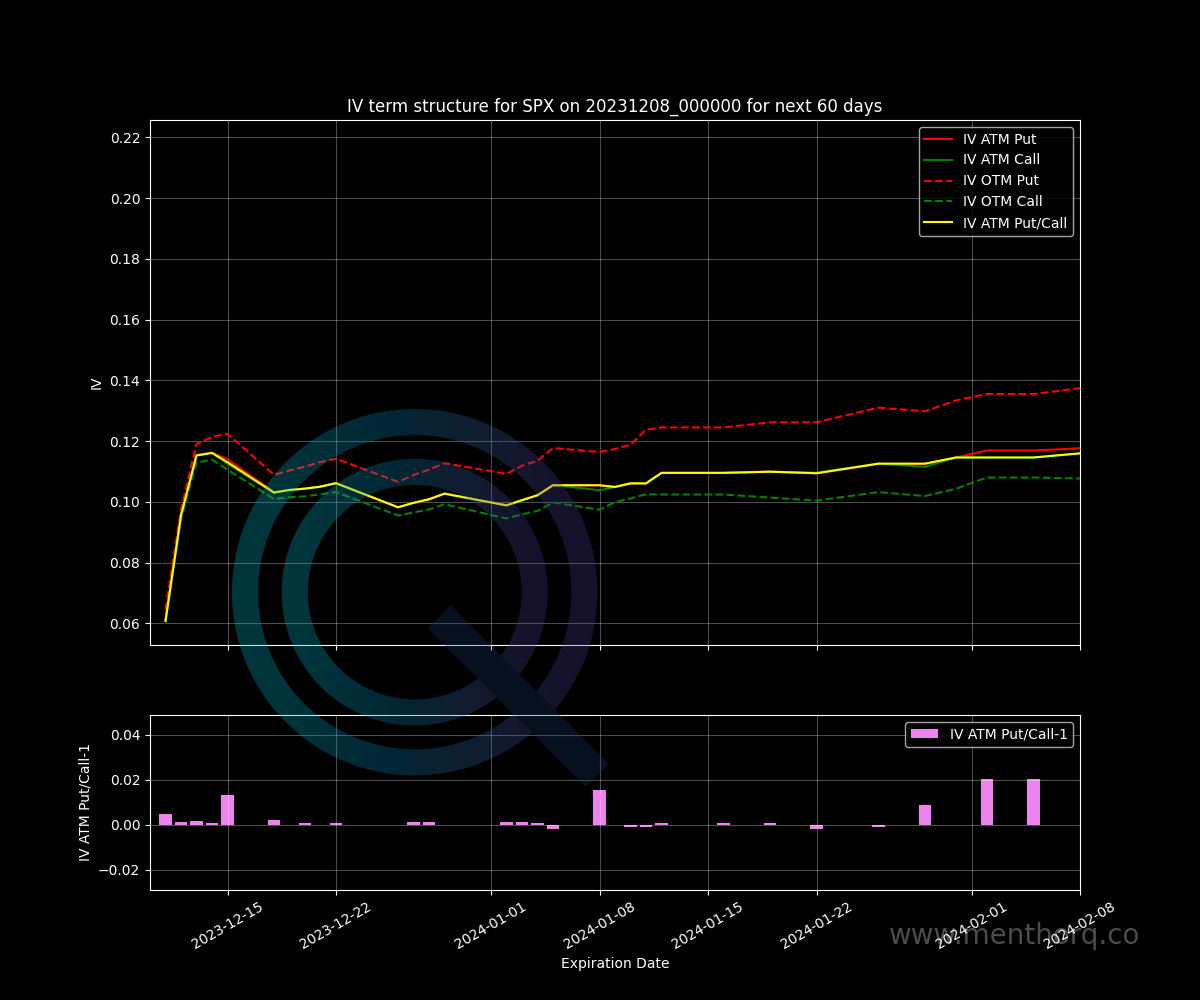 IV term structure for SPX on 20231208_000000 for next 60 days
IV
0.22
0.20
0.18
0.16
0.14
0.12
0.10
0.08
0.06
IV ATM Put
IV ATM Call
IV OTM Put
IV OTM Call
IV ATM Put/Call
IV ATM Put/Call-1
0.04
0.02
0.00
−0.02
IV ATM Put/Call-1
2023-12-15
2023-12-22
2024-01-01
2024-01-08
2024-01-15
2024-01-22
2024-02-01
2024-02-08
www.menthorq.co
Expiration Date